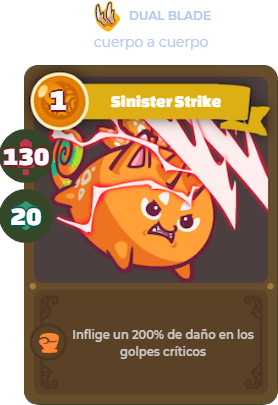 DUAL BLADE
cuerpo a cuerpo
1
Sinister Strike
130
20
Inflige un 200% de daño en los
golpes críticos